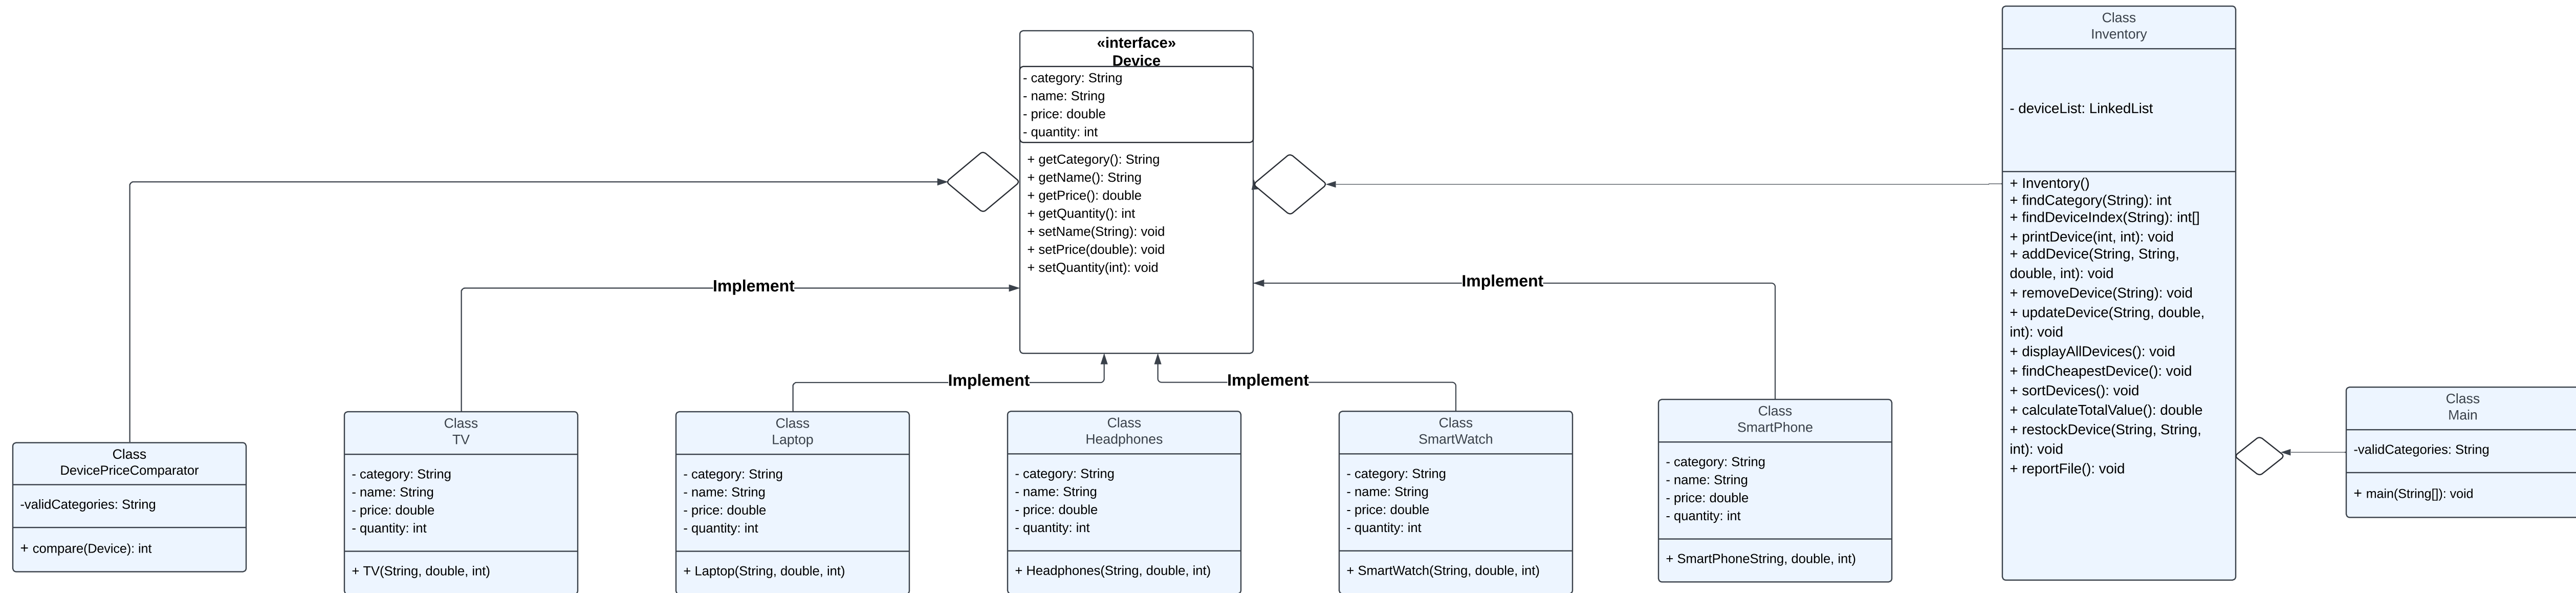 «interface»
Device
- category: String
- name: String
- price: double
- quantity: int
+ getCategory(): String
+ getName(): String
+ getPrice(): double
+ getQuantity(): int
+ setName(String): void
+ setPrice(double): void
+ setQuantity(int): void
Class
Inventory
- deviceList: LinkedList
+ Inventory()
+ findCategory(String): int
+ findDeviceIndex(String): int[]
+ printDevice(int, int): void
+ addDevice(String, String,
double, int): void
+ removeDevice(String): void
+ updateDevice(String, double,
int): void
+ displayAllDevices(): void
+ findCheapestDevice(): void
+ sortDevices(): void
+ calculateTotalValue(): double
+ restockDevice(String, String,
int): void
+ reportFile(): void
Implement
Implement
Implement
Implement
Class
DevicePriceComparator
-validCategories: String
+ compare(Device): int
Class
TV
- category: String
- name: String
- price: double
- quantity: int
+ TV(String, double, int)
Class
Laptop
- category: String
- name: String
- price: double
- quantity: int
+ Laptop(String, double, int)
Class
Headphones
- category: String
- name: String
- price: double
- quantity: int
+ Headphones(String, double, int)
Class
SmartWatch
- category: String
- name: String
- price: double
- quantity: int
+ SmartWatch(String, double, int)
Class
SmartPhone
- category: String
- name: String
- price: double
- quantity: int
+ SmartPhoneString, double, int)
Class
Main
-validCategories: String
+ main(String[]): void